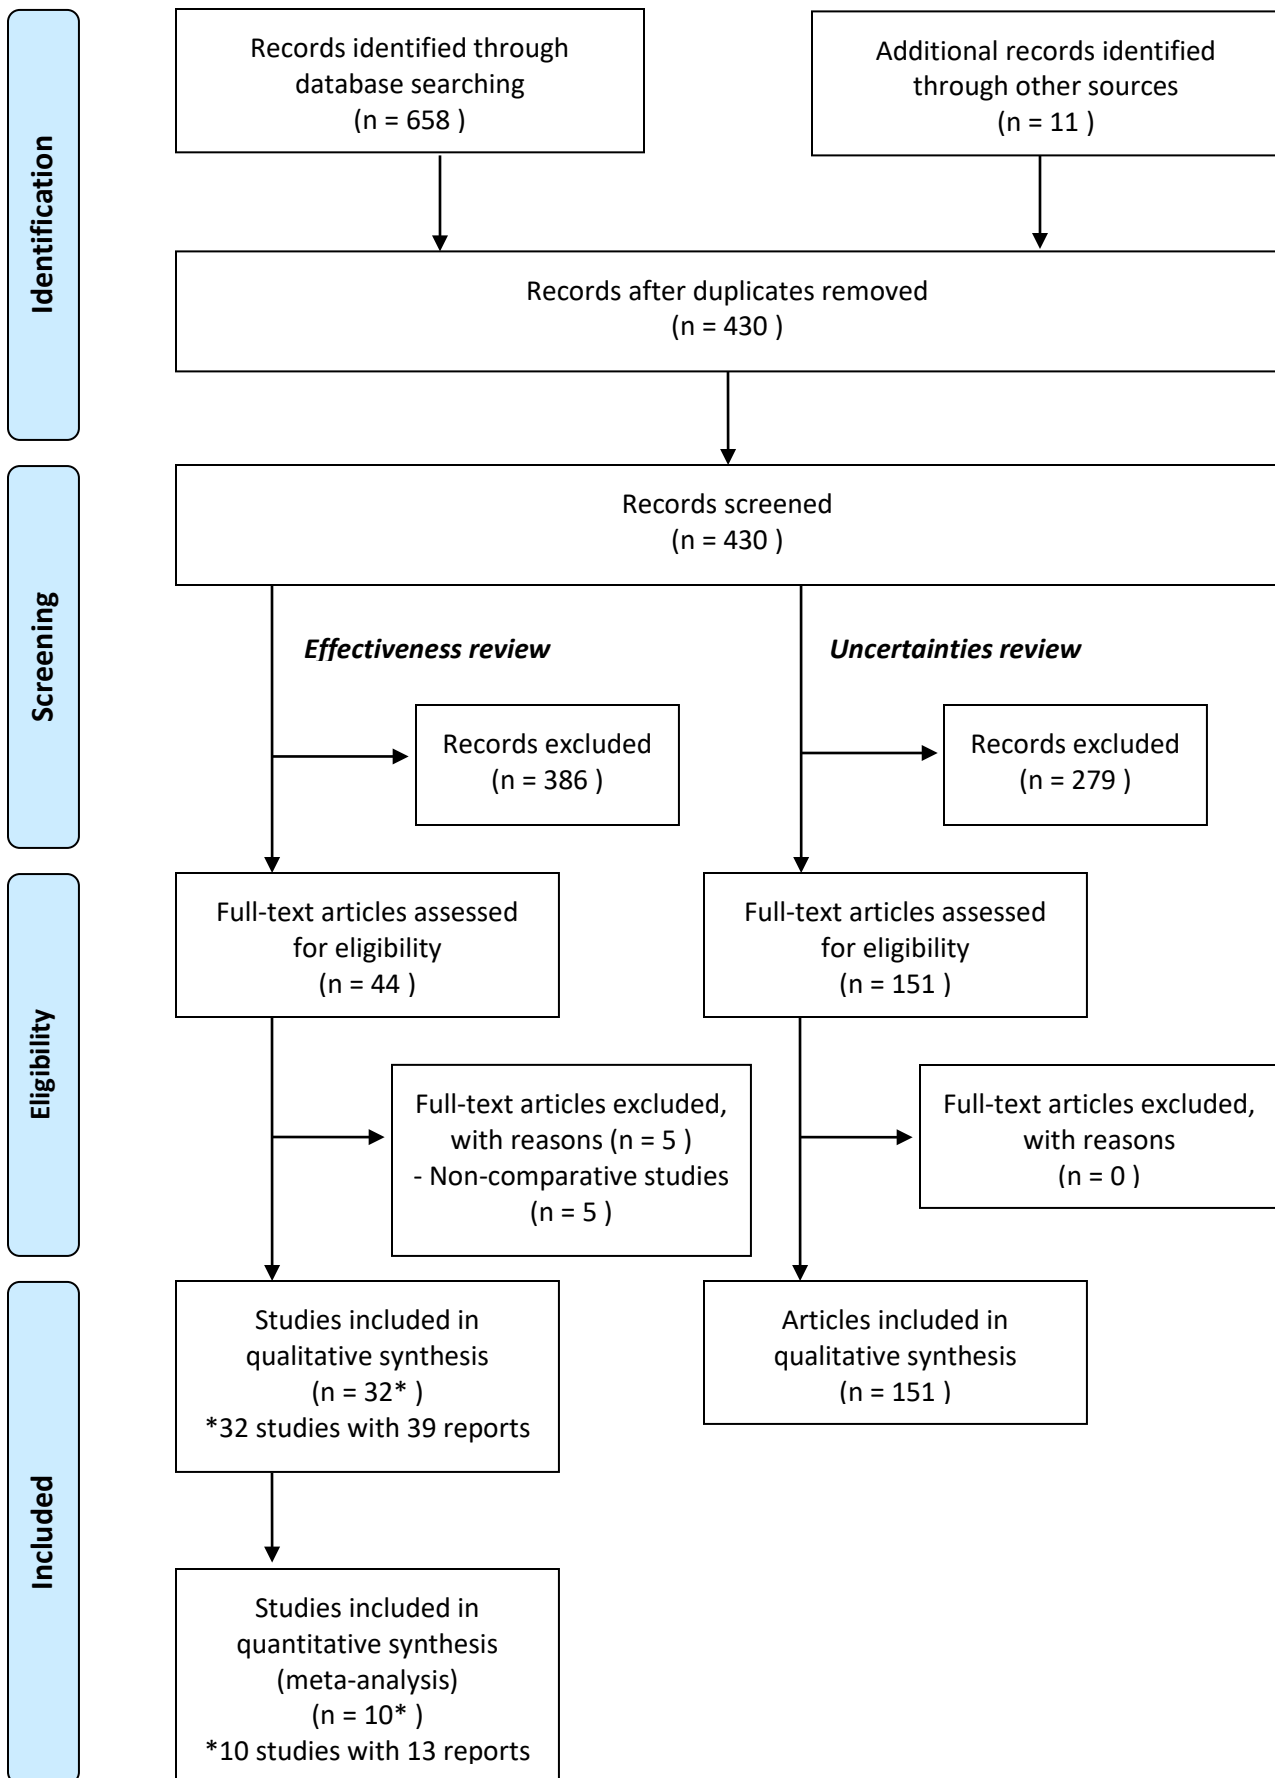 Identification
Records identified through
database searching
(n = 658 )
Additional records identified
through other sources
(n = 11 )
Records after duplicates removed
(n = 430 )
Screening
Records screened
(n = 430 )
Effectiveness review
Uncertainties review
Records excluded
(n = 386 )
Records excluded
(n = 279 )
Eligibility
Full-text articles assessed
for eligibility
(n = 44 )
Full-text articles assessed
for eligibility
(n = 151 )
Full-text articles excluded,
with reasons (n = 5 )
- Non-comparative studies
(n = 5 )
Full-text articles excluded,
with reasons
(n = 0 )
Included
Studies included in
qualitative synthesis
(n = 32* )
*32 studies with 39 reports
Articles included in
qualitative synthesis
(n = 151 )
Studies included in
quantitative synthesis
(meta-analysis)
(n = 10* )
*10 studies with 13 reports